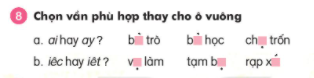 8 Chọn vần phù hợp thay cho ô vuông
a. ai hay ay? b▢̀ trò b▢̀ học chạ▢ trốn
b. iêc hay iêt? v▢̣ làm tạm b▢̣ rạp x▢́